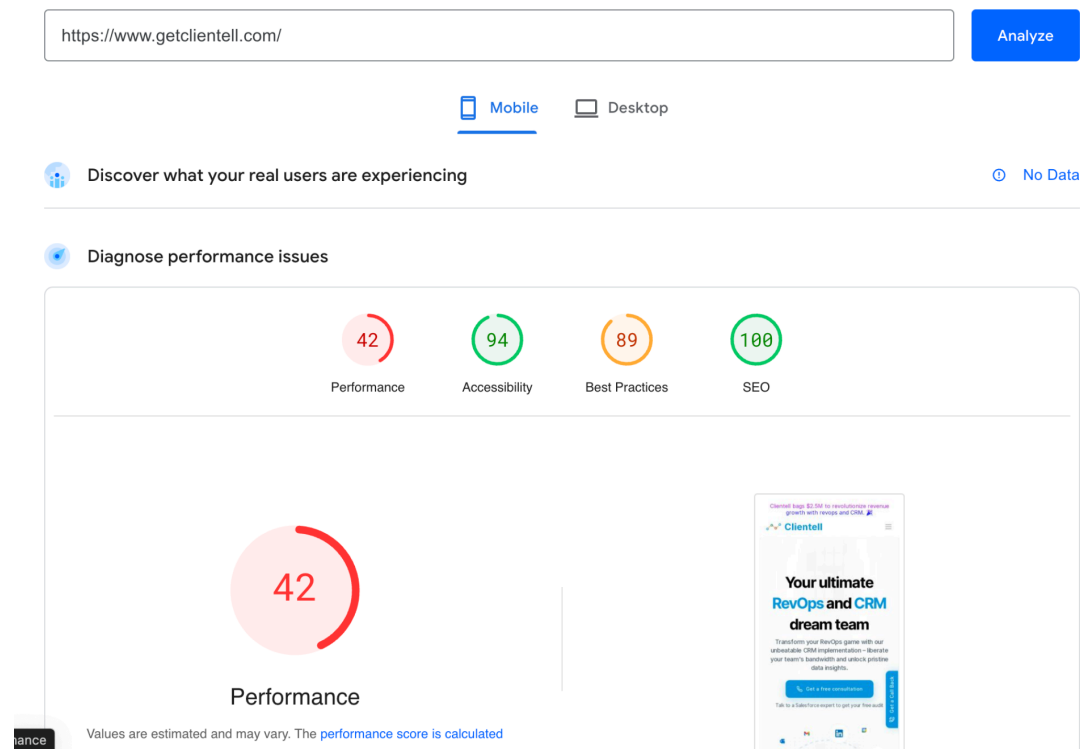 https://www.getclientell.com/
Analyze
Mobile
Desktop
Discover what your real users are experiencing
No Data
Diagnose performance issues
42
94
89
100
Performance
Accessibility
Best Practices
SEO
42
Performance
Values are estimated and may vary. The performance score is calculated
mance
Clientell bags $2.5M to revolutionize revenue
growth with revops and CRM.
Clientell
Your ultimate
RevOps and CRM
dream team
Transform your RevOps game with our
unbeatable CRM implementation – liberate
your team's bandwidth and unlock pristine
data insights.
Get a free consultation
Talk to a Salesforce expert to get your free audit
Get a Call Back